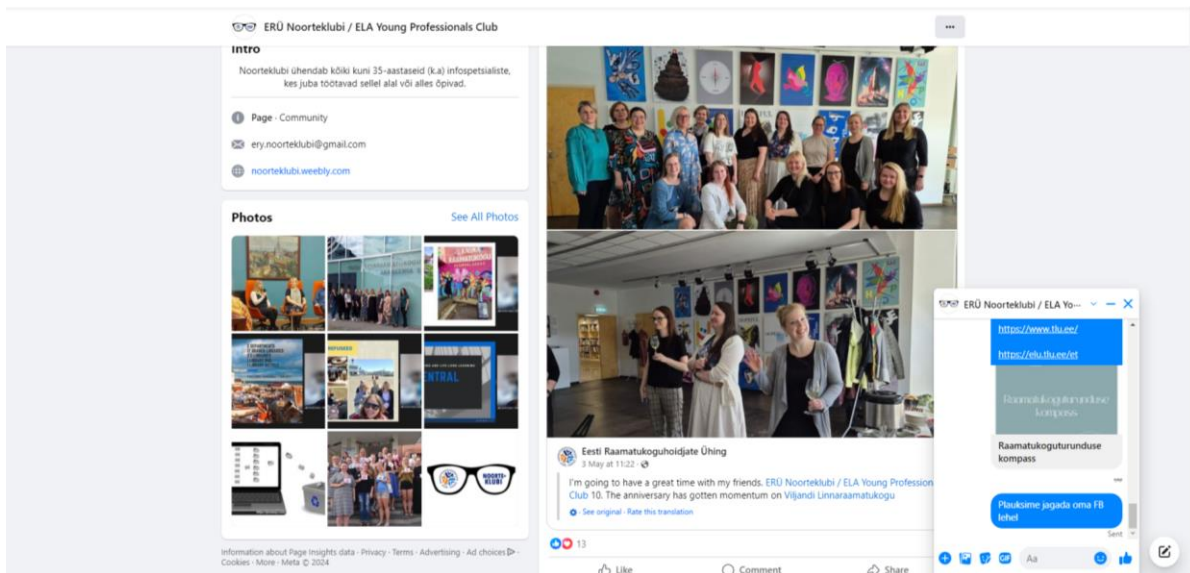 ERÜ Noorteklubi / ELA Young Professionals Club
Intro
Noorteklubi ühendab kõiki kuni 35-aastaseid (k.a) infospetsialiste,
kes juba töötavad sellel alal või alles õpivad.
Page · Community
ery.noorteklubi@gmail.com
noorteklubi.weebly.com
Photos
See All Photos
CENTRAL
NOORTE-
KLUBI
Information about Page Insights data · Privacy · Terms · Advertising · Ad choices ·
Cookies · More · Meta © 2024
Eesti Raamatukoguhoidjate Ühing
3 May at 11:22 ·
I'm going to have a great time with my friends. ERÜ Noorteklubi / ELA Young Profession
Club 10. The anniversary has gotten momentum on Viljandi Linnaraamatukogu
· See original · Rate this translation
13
Like
Comment
Share
ERÜ Noorteklubi / ELA Yo...
https://www.tlu.ee/
https://elu.tlu.ee/et
Raamatukoguturunduse
kompass
Raamatukoguturunduse
kompass
Plauksime jagada oma FB
lehel
Sent
GIF
Aa